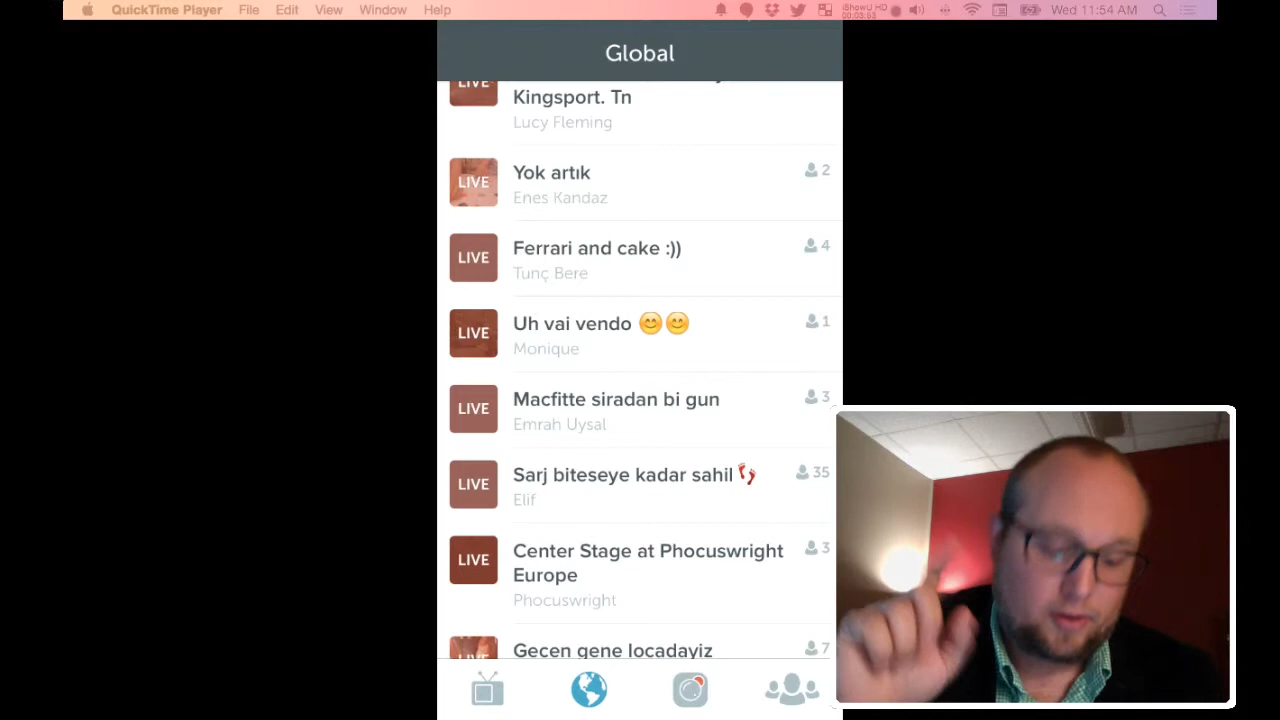 QuickTime Player File Edit View Window Help
iShowU HD
Wed 11:54 AM
Global
LIVE
Kingsport. Tn
Lucy Fleming
LIVE
Yok artık
2
Enes Kandaz
LIVE
Ferrari and cake :))
4
Tunç Bere
LIVE
Uh vai vendo 😊😊
1
Monique
LIVE
Macfitte siradan bi gun
3
Emrah Uysal
LIVE
Sarj biteseye kadar sahil👣
35
Elif
LIVE
Center Stage at Phocuswright
3
Europe
Phocuswright
LIVE
Gecen gene locadayiz
7